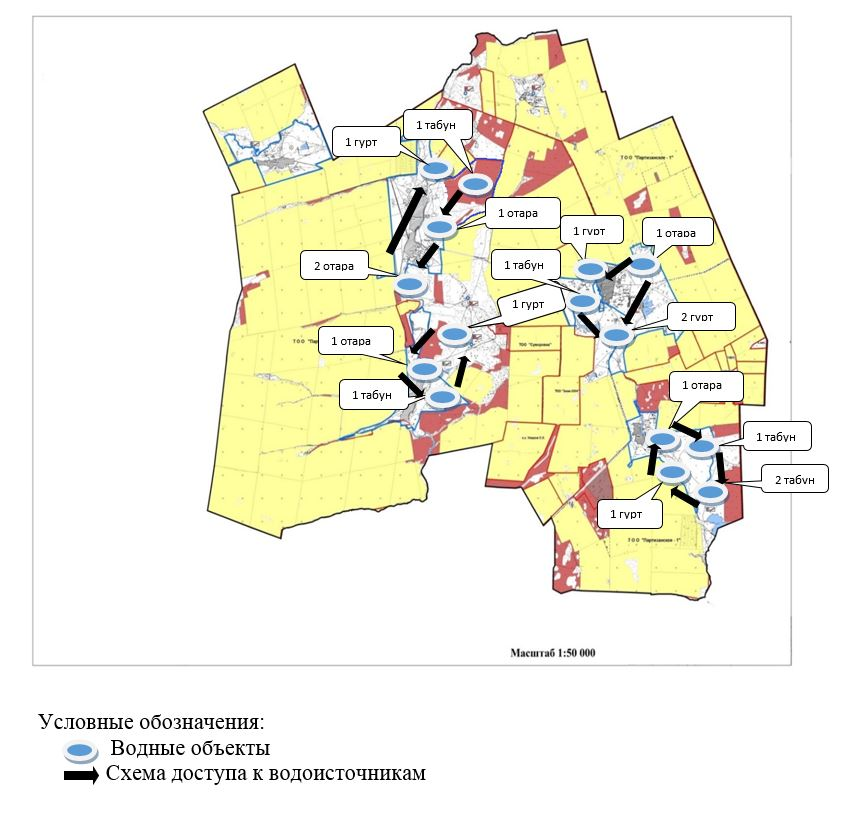 1 табун
1 гурт
Т О О "Партизанское - 1"
1 отара
1 гурт
1 отара
1 табун
2 отара
1 гурт
2 гурт
1 отара
1 отара
1 табун
1 табун
2 табун
1 гурт
Т О О "Партизанское - 1"
Масштаб 1:50 000
Условные обозначения:
Водные объекты
Схема доступа к водоисточникам